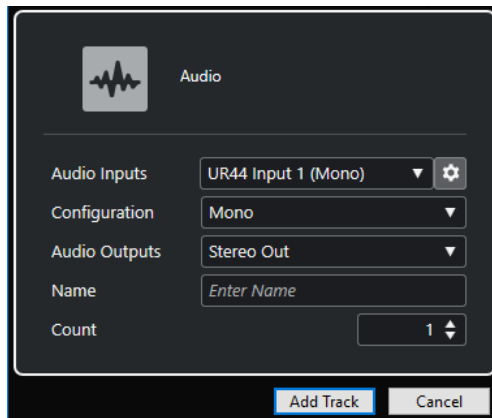 Audio
Audio Inputs UR44 Input 1 (Mono)
Configuration Mono
Audio Outputs Stereo Out
Name Enter Name
Count 1
Add Track Cancel